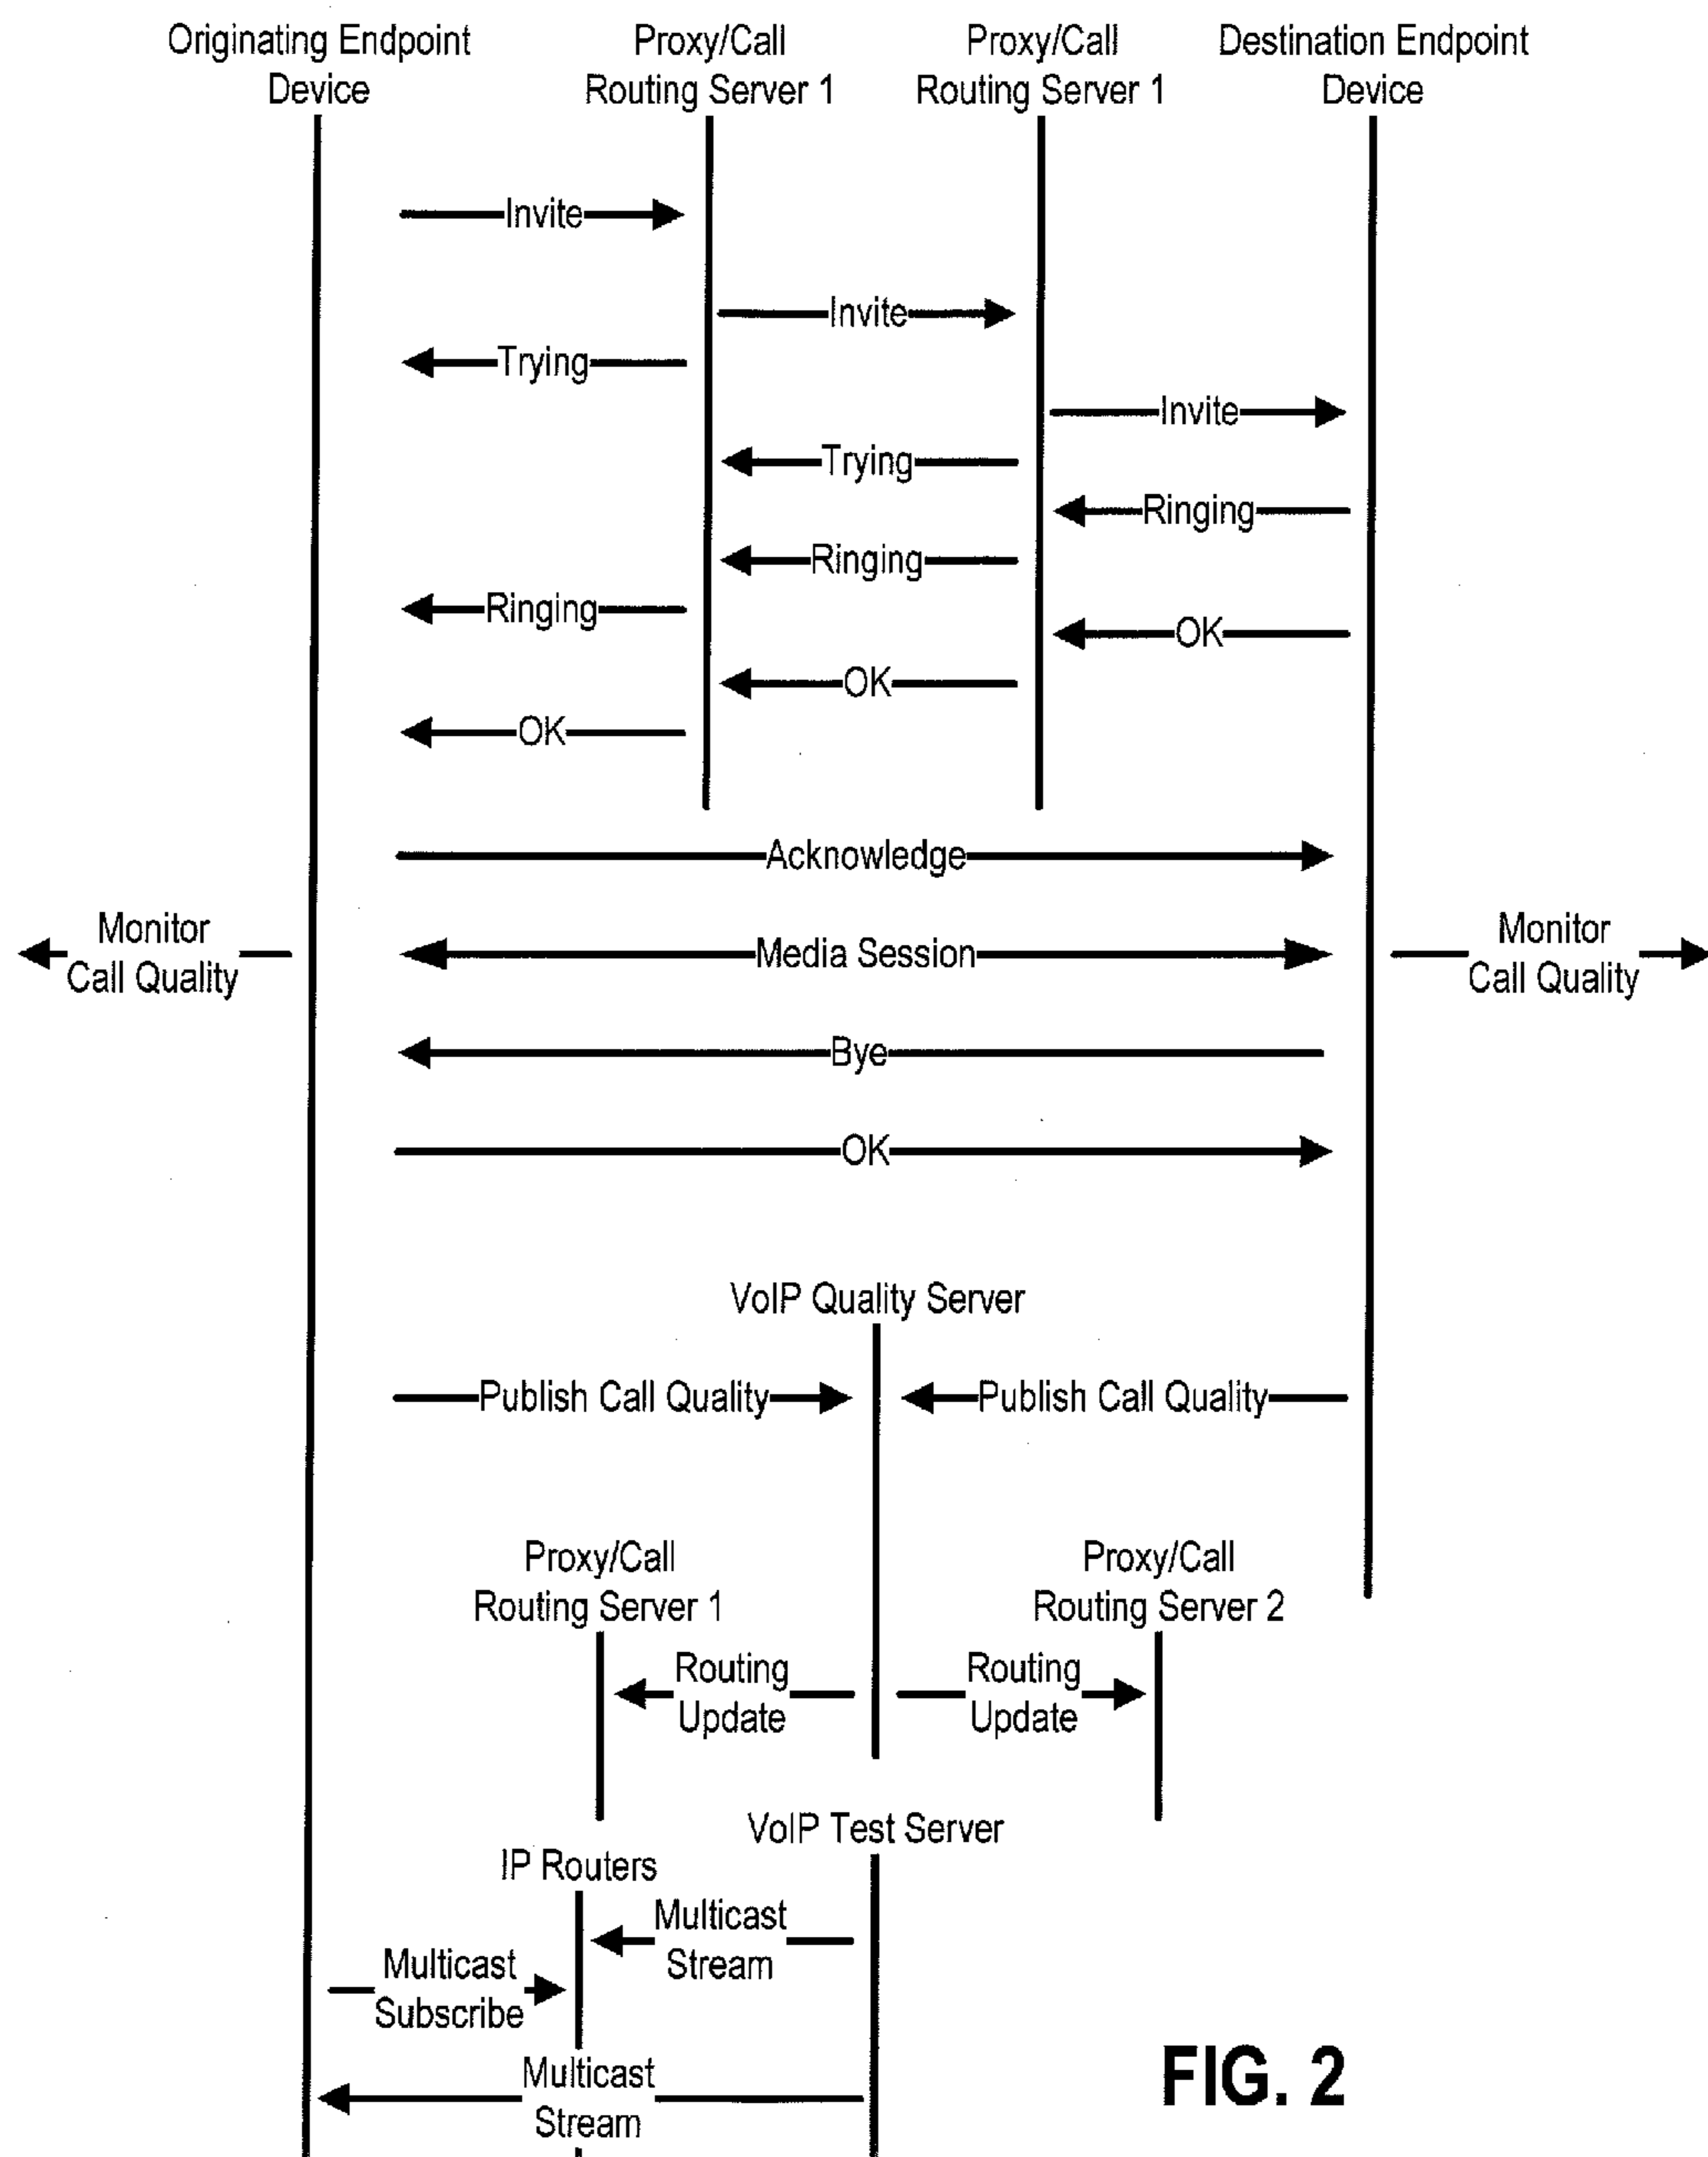 Originating Endpoint
Device
Proxy/Call
Routing Server 1
Proxy/Call
Routing Server 1
Destination Endpoint
Device
Invite
Invite
Trying
Invite
Trying
Ringing
Ringing
Ringing
OK
OK
OK
Acknowledge
Monitor
Call Quality
Media Session
Monitor
Call Quality
Bye
OK
VoIP Quality Server
Publish Call Quality
Publish Call Quality
Proxy/Call
Routing Server 1
Proxy/Call
Routing Server 2
Routing
Update
Routing
Update
VoIP Test Server
IP Routers
Multicast
Stream
Multicast
Subscribe
Multicast
Stream
FIG. 2